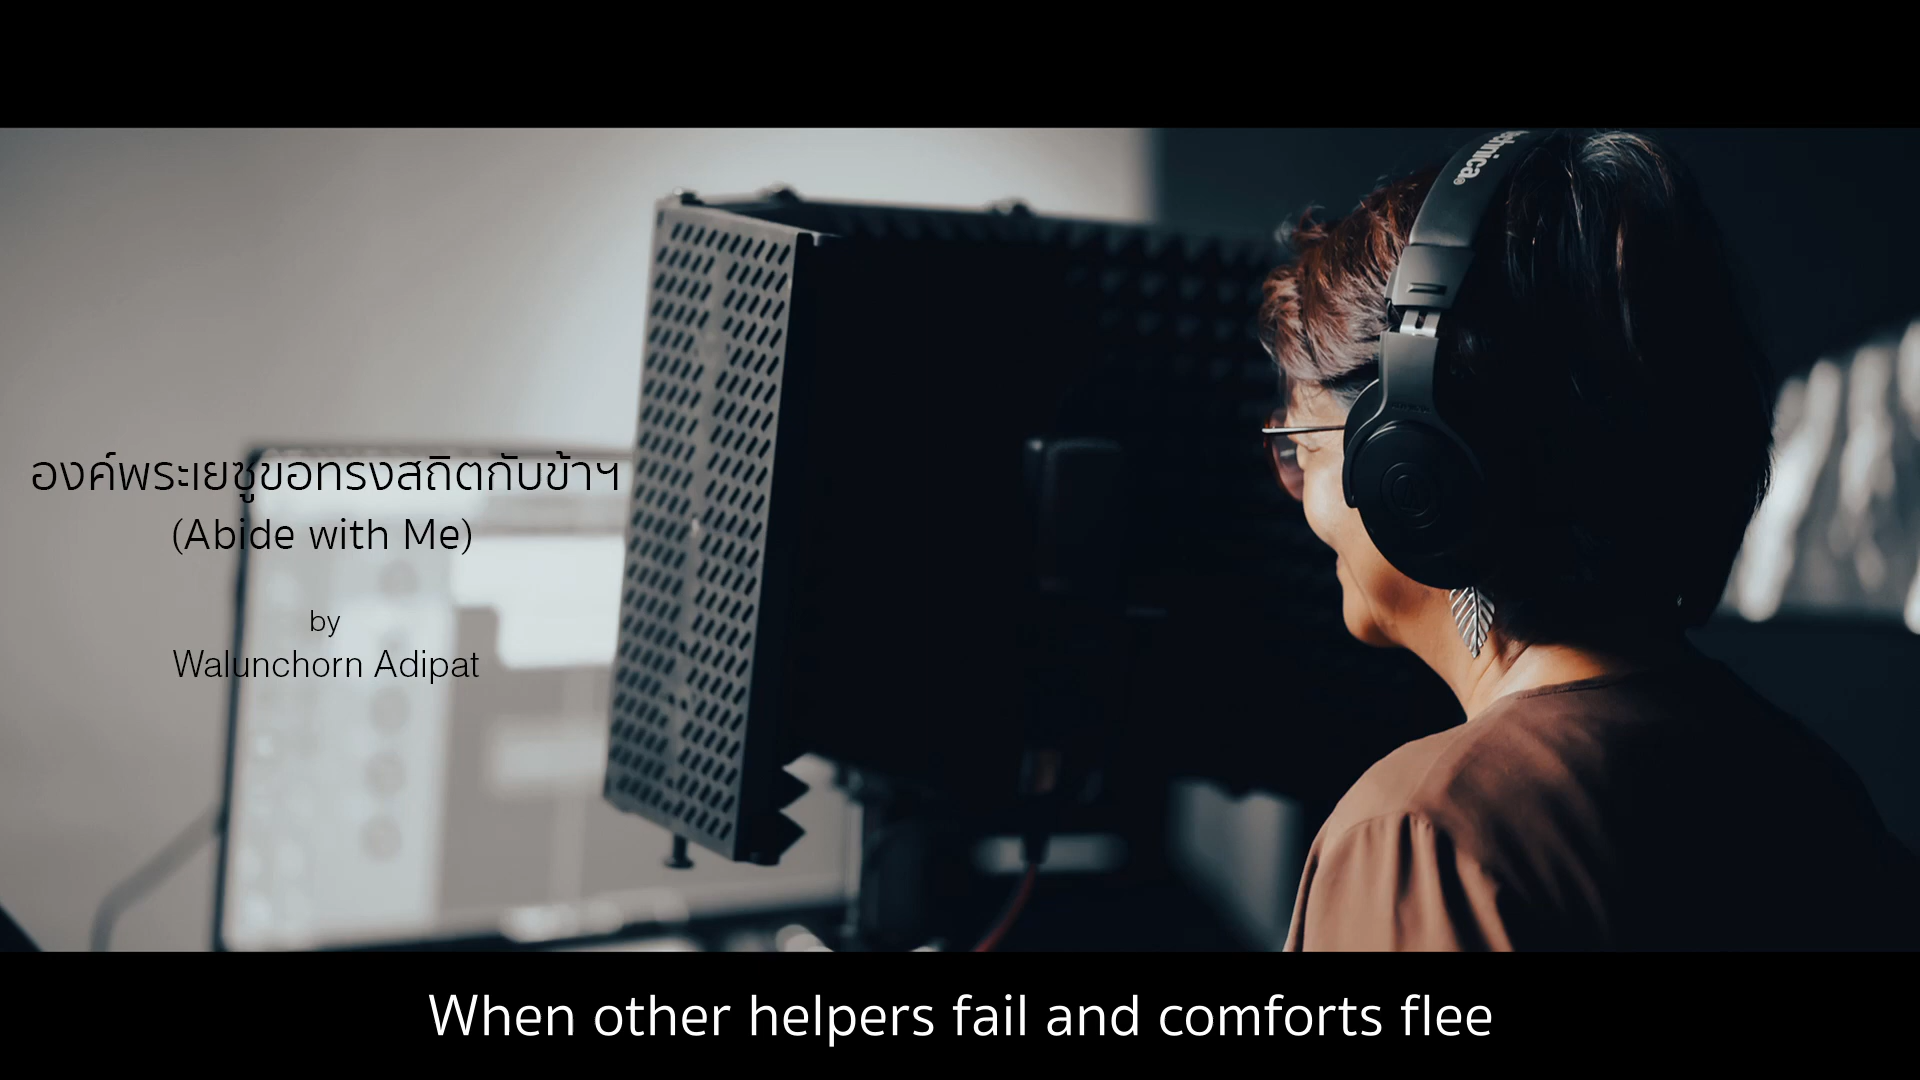 technica®
องค์พระเยซูขอทรงสถิตกับข้าฯ
(Abide with Me)
by
Walunchorn Adipat
When other helpers fail and comforts flee